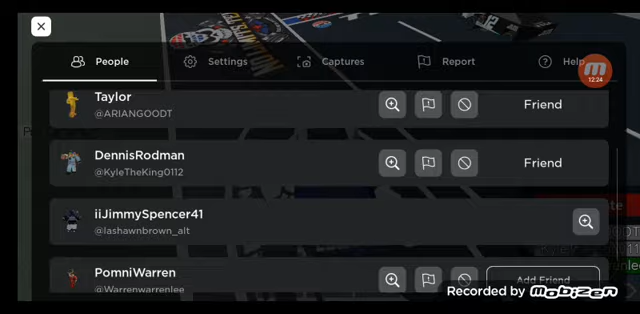 People
Settings
Captures
Report
Help
12:24
Taylor
@ARIANGOODT
Friend
DennisRodman
@KyleTheKing0112
Friend
iiJimmySpencer41
@lashawnbrown_alt
PomniWarren
@Warrenwarrenlee
Add Friend
Recorded by mobizen